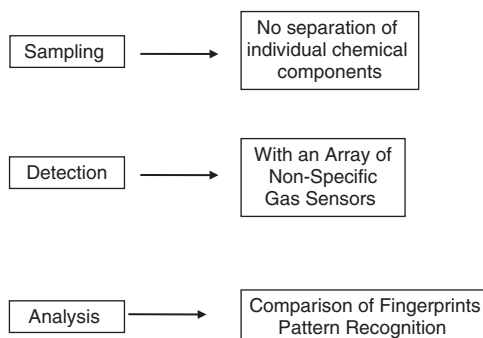 Sampling
No separation of
individual chemical
components
Detection
With an Array of
Non-Specific
Gas Sensors
Analysis
Comparison of Fingerprints
Pattern Recognition